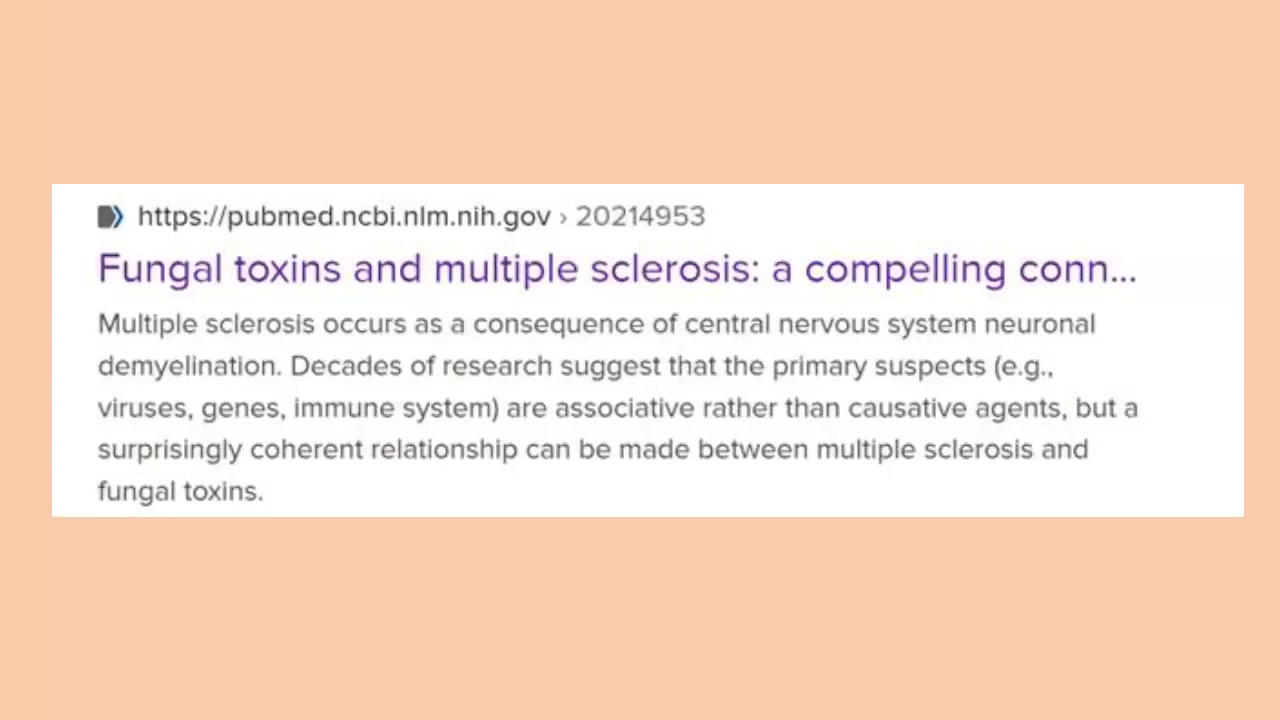 https://pubmed.ncbi.nlm.nih.gov › 20214953
Fungal toxins and multiple sclerosis: a compelling conn...
Multiple sclerosis occurs as a consequence of central nervous system neuronal
demyelination. Decades of research suggest that the primary suspects (e.g.,
viruses, genes, immune system) are associative rather than causative agents, but a
surprisingly coherent relationship can be made between multiple sclerosis and
fungal toxins.